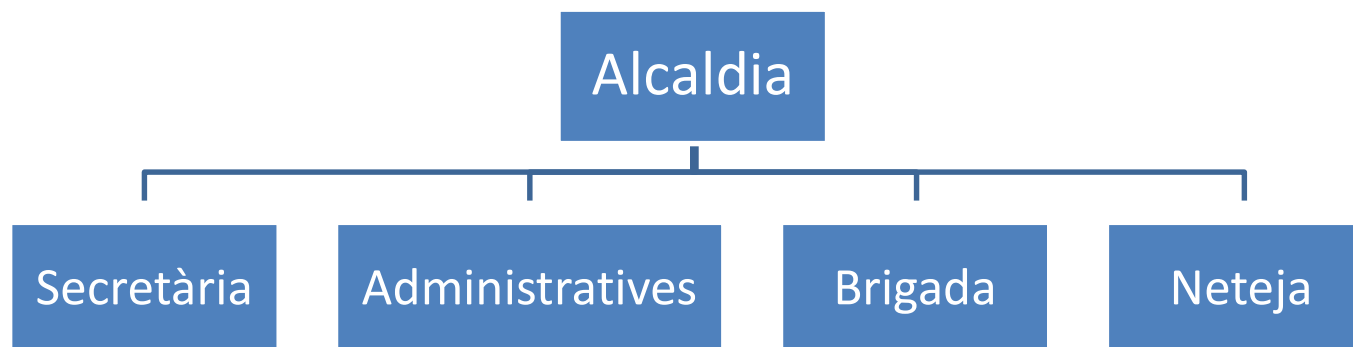 Alcaldia
Secretària
Administratives
Brigada
Neteja